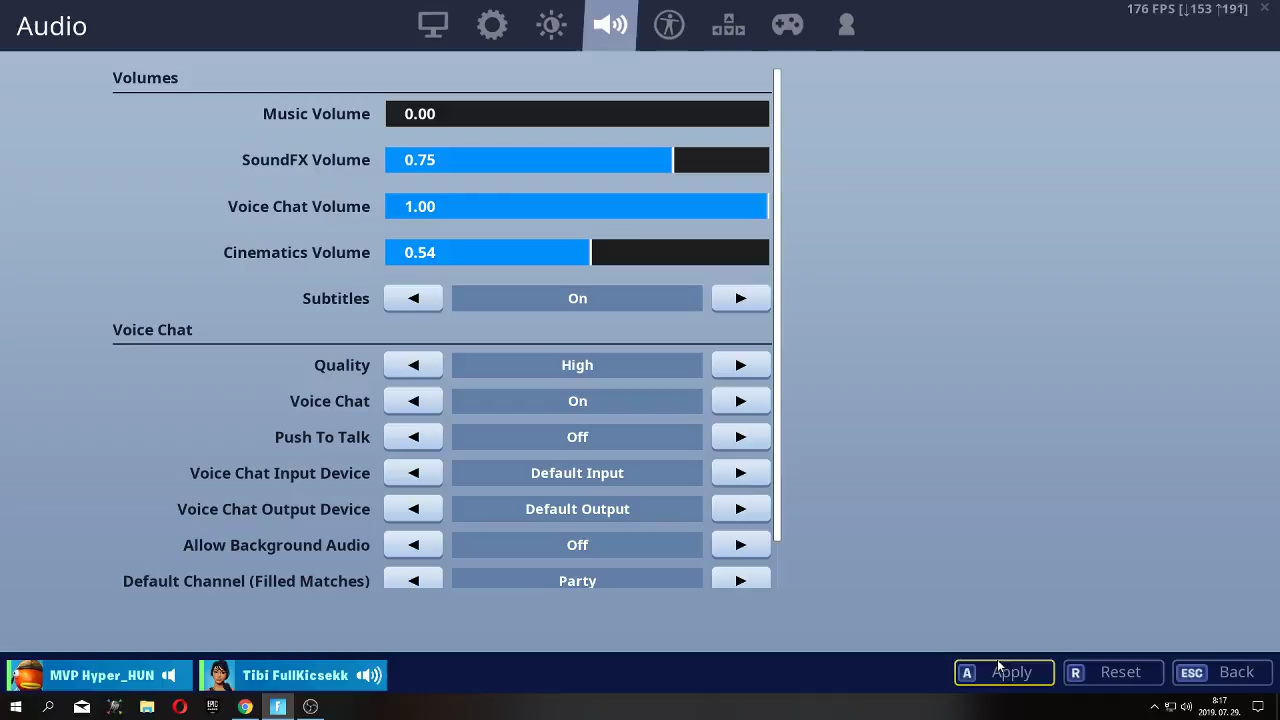 Audio
176 FPS [↓153 ↑191]
Volumes
Music Volume 0.00
SoundFX Volume 0.75
Voice Chat Volume 1.00
Cinematics Volume 0.54
Subtitles On
Voice Chat
Quality High
Voice Chat On
Push To Talk Off
Voice Chat Input Device Default Input
Voice Chat Output Device Default Output
Allow Background Audio Off
Default Channel (Filled Matches) Party
MVP Hyper_HUN Tibi FullKicsekk A Apply R Reset ESC Back
EPIC
8:17
2019. 07. 29.